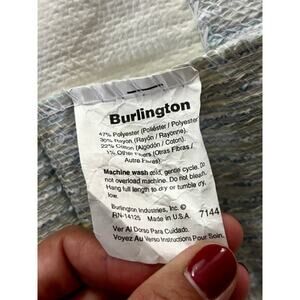 Burlington
47% Polyester (Poliéster / Polyester
30% Rayon (Rayón / Rayonne)
22% Cotton (Algodón / Coton)
1% Other Fibers (Otras Fibras /
Autre Fibras)
Machine wash cold, gentle cycle. Do
not overload machine. Do not bleach.
Hang full length to dry or tumble dry,
low.
Burlington Industries, Inc. ©
RN-14125 Made in U.S.A. 7144
Ver Al Dorso Para Cuidado.
Voyez Au Verso Instructions Pour Soin.